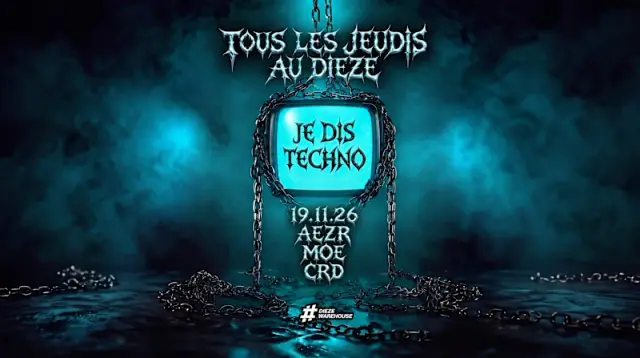 TOUS LES JEUDIS
AU DIEZE
JE DIS
TECHNO
19.11.26
AEZR
MOE
CRD
# DIEZE
WAREHOUSE